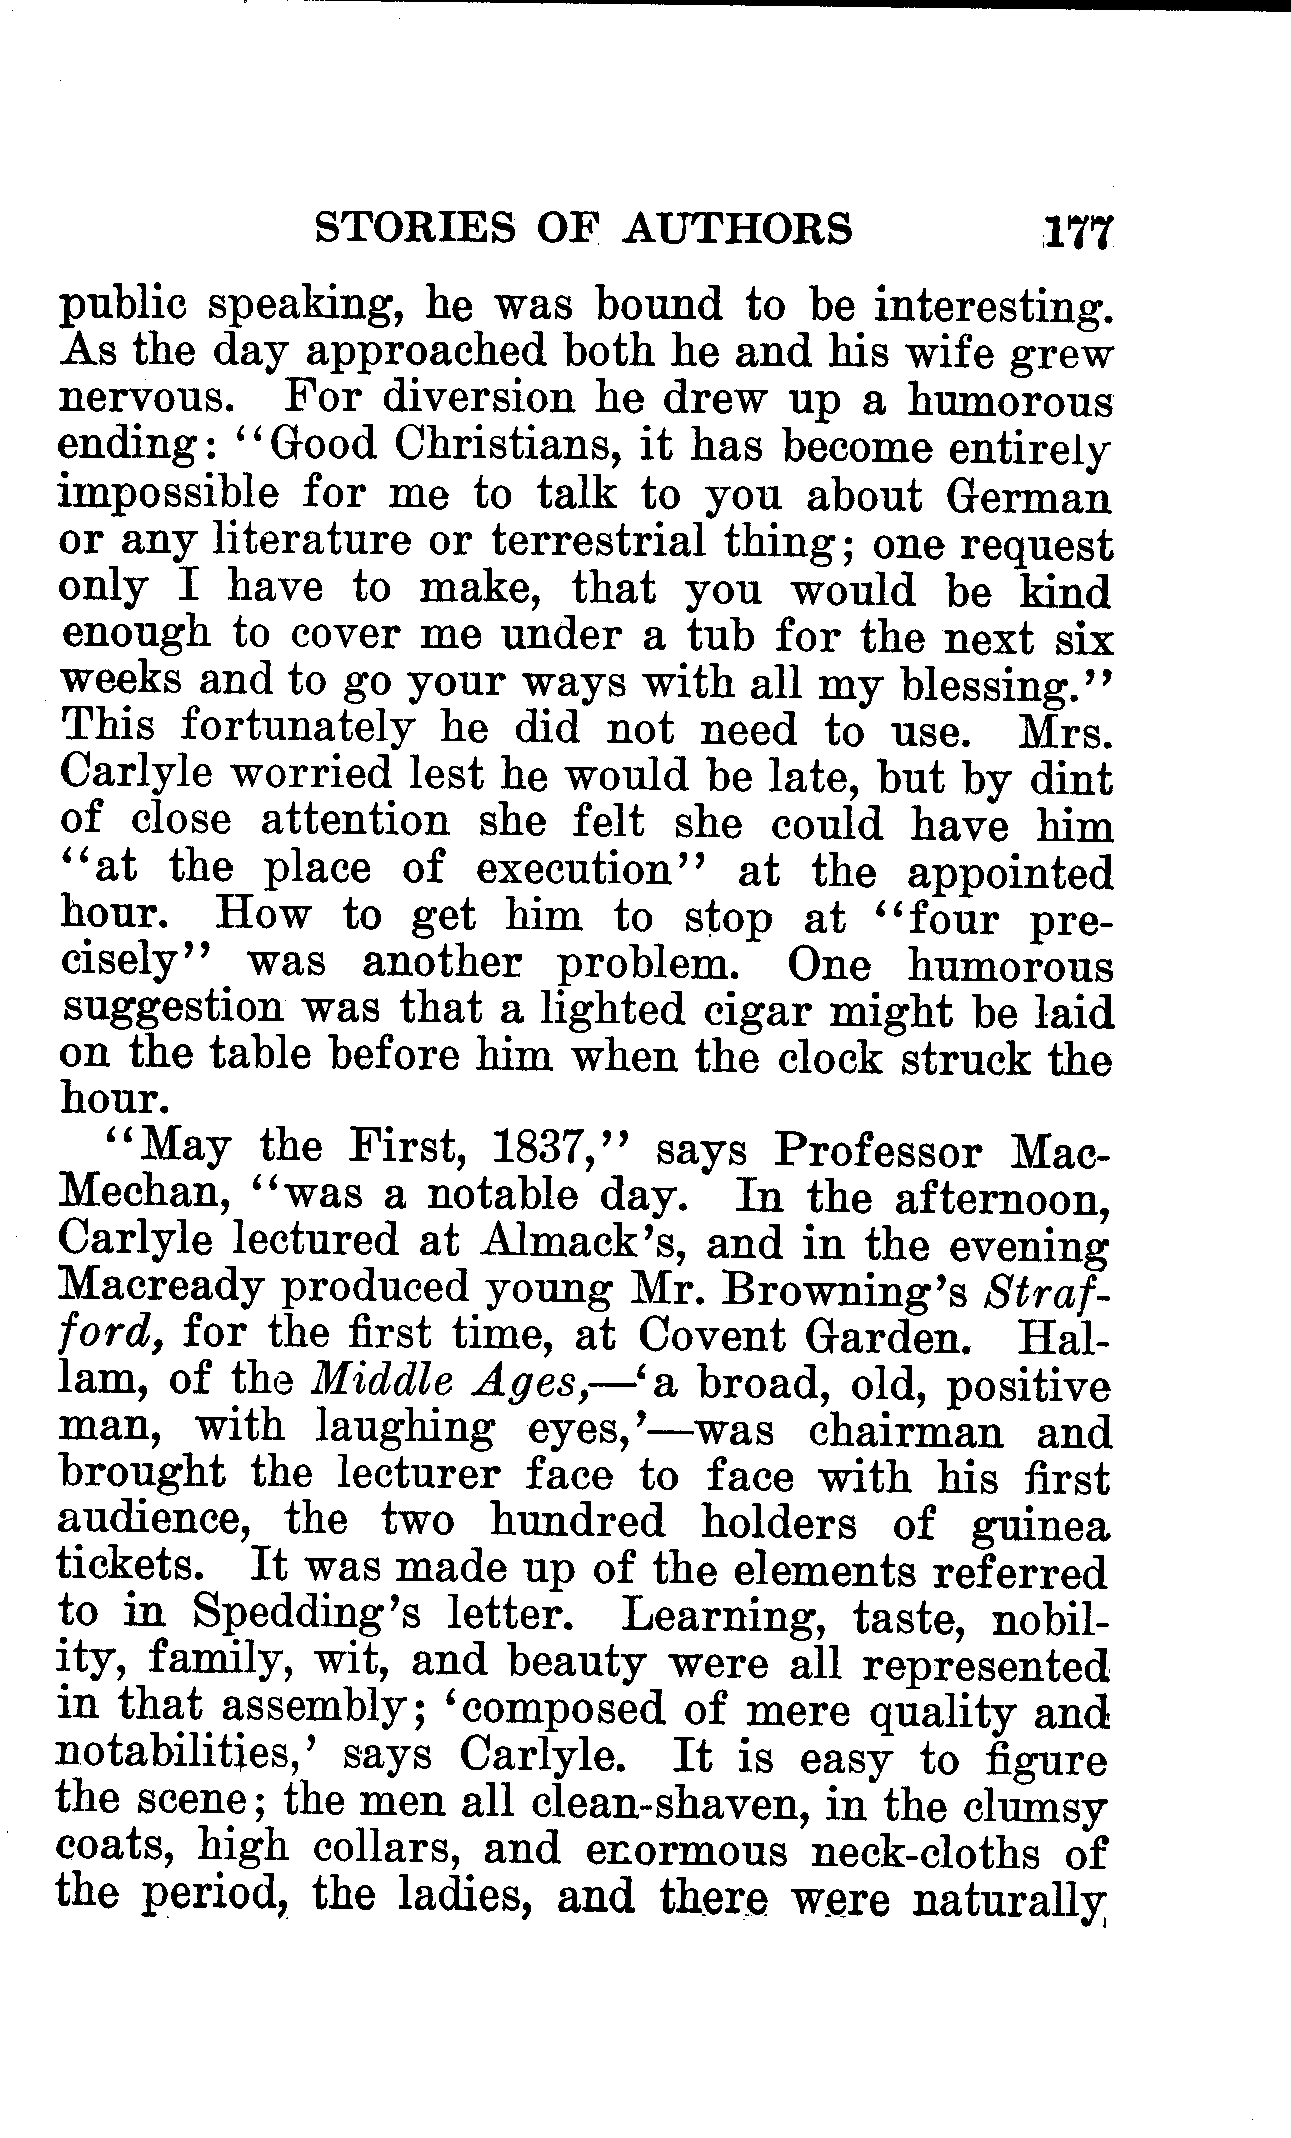 STORIES OF AUTHORS 177
public speaking, he was bound to be interesting.
As the day approached both he and his wife grew
nervous. For diversion he drew up a humorous
ending: "Good Christians, it has become entirely
impossible for me to talk to you about German
or any literature or terrestrial thing; one request
only I have to make, that you would be kind
enough to cover me under a tub for the next six
weeks and to go your ways with all my blessing."
This fortunately he did not need to use. Mrs.
Carlyle worried lest he would be late, but by dint
of close attention she felt she could have him
"at the place of execution" at the appointed
hour. How to get him to stop at "four pre-
cisely" was another problem. One humorous
suggestion was that a lighted cigar might be laid
on the table before him when the clock struck the
hour.
"May the First, 1837," says Professor Mac-
Mechan, "was a notable day. In the afternoon,
Carlyle lectured at Almack's, and in the evening
Macready produced young Mr. Browning's Straf-
ford, for the first time, at Covent Garden. Hal-
lam, of the Middle Ages,—'a broad, old, positive
man, with laughing eyes,'—was chairman and
brought the lecturer face to face with his first
audience, the two hundred holders of guinea
tickets. It was made up of the elements referred
to in Spedding's letter. Learning, taste, nobil-
ity, family, wit, and beauty were all represented
in that assembly; 'composed of mere quality and
notabilities,' says Carlyle. It is easy to figure
the scene; the men all clean-shaven, in the clumsy
coats, high collars, and enormous neck-cloths of
the period, the ladies, and there were naturally